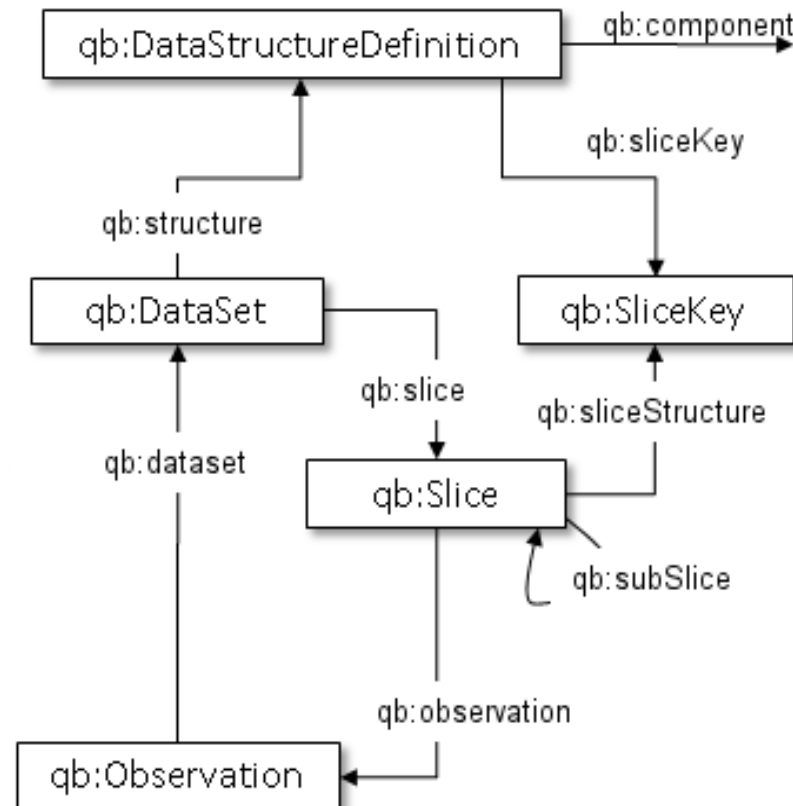 qb:component
qb:DataStructureDefinition
qb:sliceKey
qb:structure
qb:DataSet
qb:SliceKey
qb:slice
qb:sliceStructure
qb:dataset
qb:Slice
qb:subSlice
qb:observation
qb:Observation